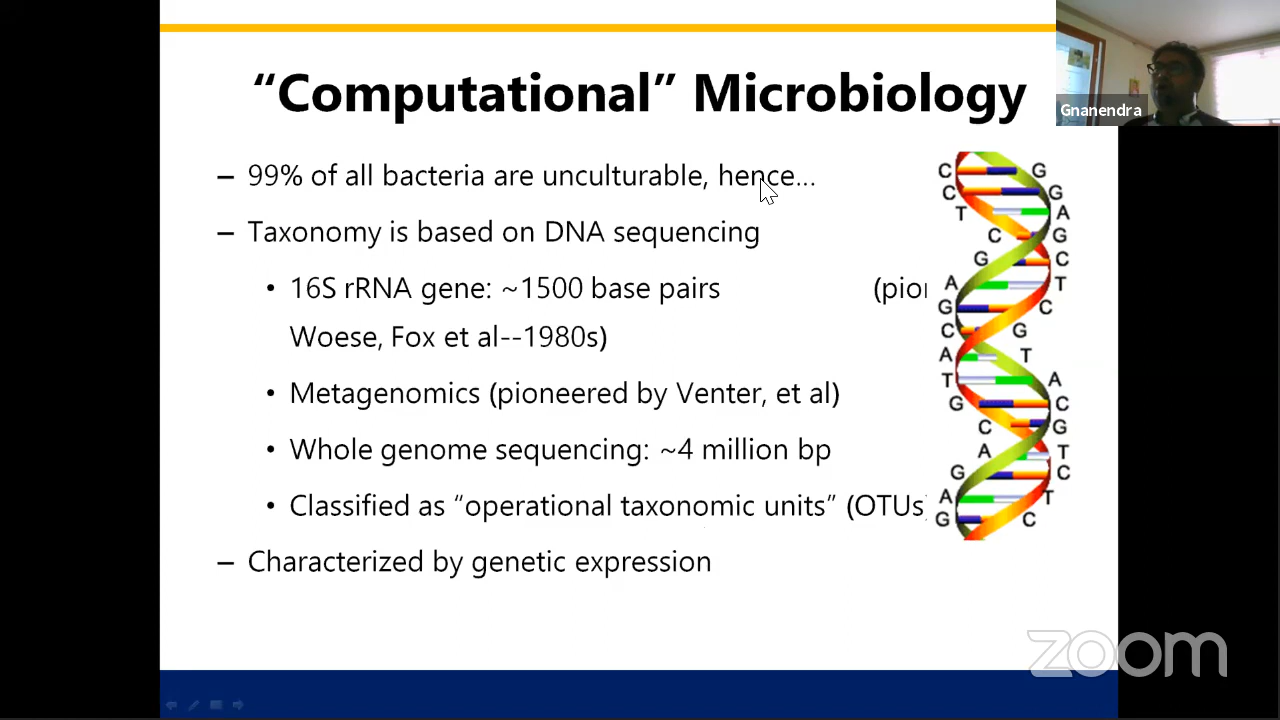 “Computational” Microbiology
Gnanendra
– 99% of all bacteria are unculturable, hence...
– Taxonomy is based on DNA sequencing
• 16S rRNA gene: ~1500 base pairs (pion
Woese, Fox et al--1980s)
• Metagenomics (pioneered by Venter, et al)
• Whole genome sequencing: ~4 million bp
• Classified as “operational taxonomic units” (OTUs)
– Characterized by genetic expression
C G
C G
T A
C G
G C
A T
G C
C G
A T
T A
G C
C G
A T
G C
A T
G C
zoom